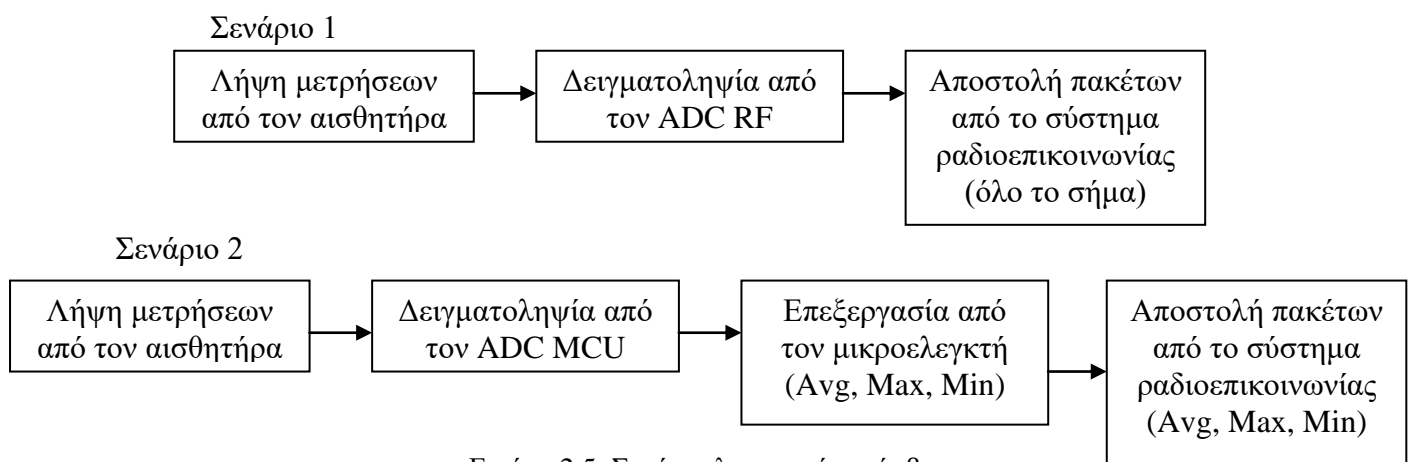 Σενάριο 1
Λήψη μετρήσεων
από τον αισθητήρα
Δειγματοληψία από
τον ADC RF
Αποστολή πακέτων
από το σύστημα
ραδιοεπικοινωνίας
(όλο το σήμα)
Σενάριο 2
Λήψη μετρήσεων
από τον αισθητήρα
Δειγματοληψία από
τον ADC MCU
Επεξεργασία από
τον μικροελεγκτή
(Avg, Max, Min)
Αποστολή πακέτων
από το σύστημα
ραδιοεπικοινωνίας
(Avg, Max, Min)